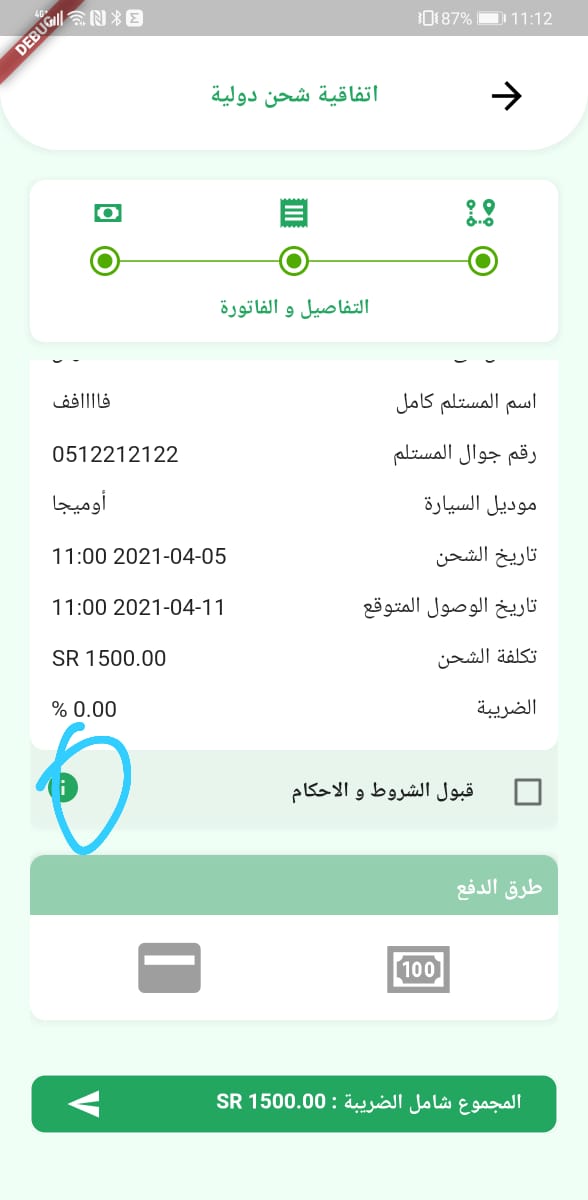 4G 87% 11:12
DEBUG
اتفاقية شحن دولية
التفاصيل و الفاتورة
اسم المستلم كامل فااااافف
رقم جوال المستلم 0512212122
موديل السيارة أوميجا
تاريخ الشحن 2021-04-05 11:00
تاريخ الوصول المتوقع 2021-04-11 11:00
تكلفة الشحن SR 1500.00
الضريبة % 0.00
قبول الشروط و الاحكام i
طرق الدفع
100
المجموع شامل الضريبة : SR 1500.00